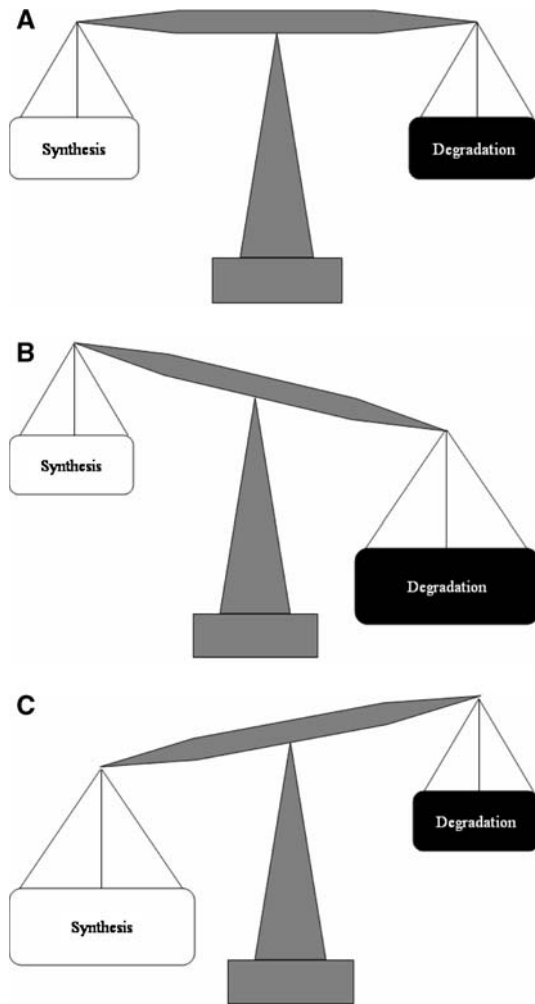 A
Synthesis
Degradation
B
Synthesis
Degradation
C
Degradation
Synthesis